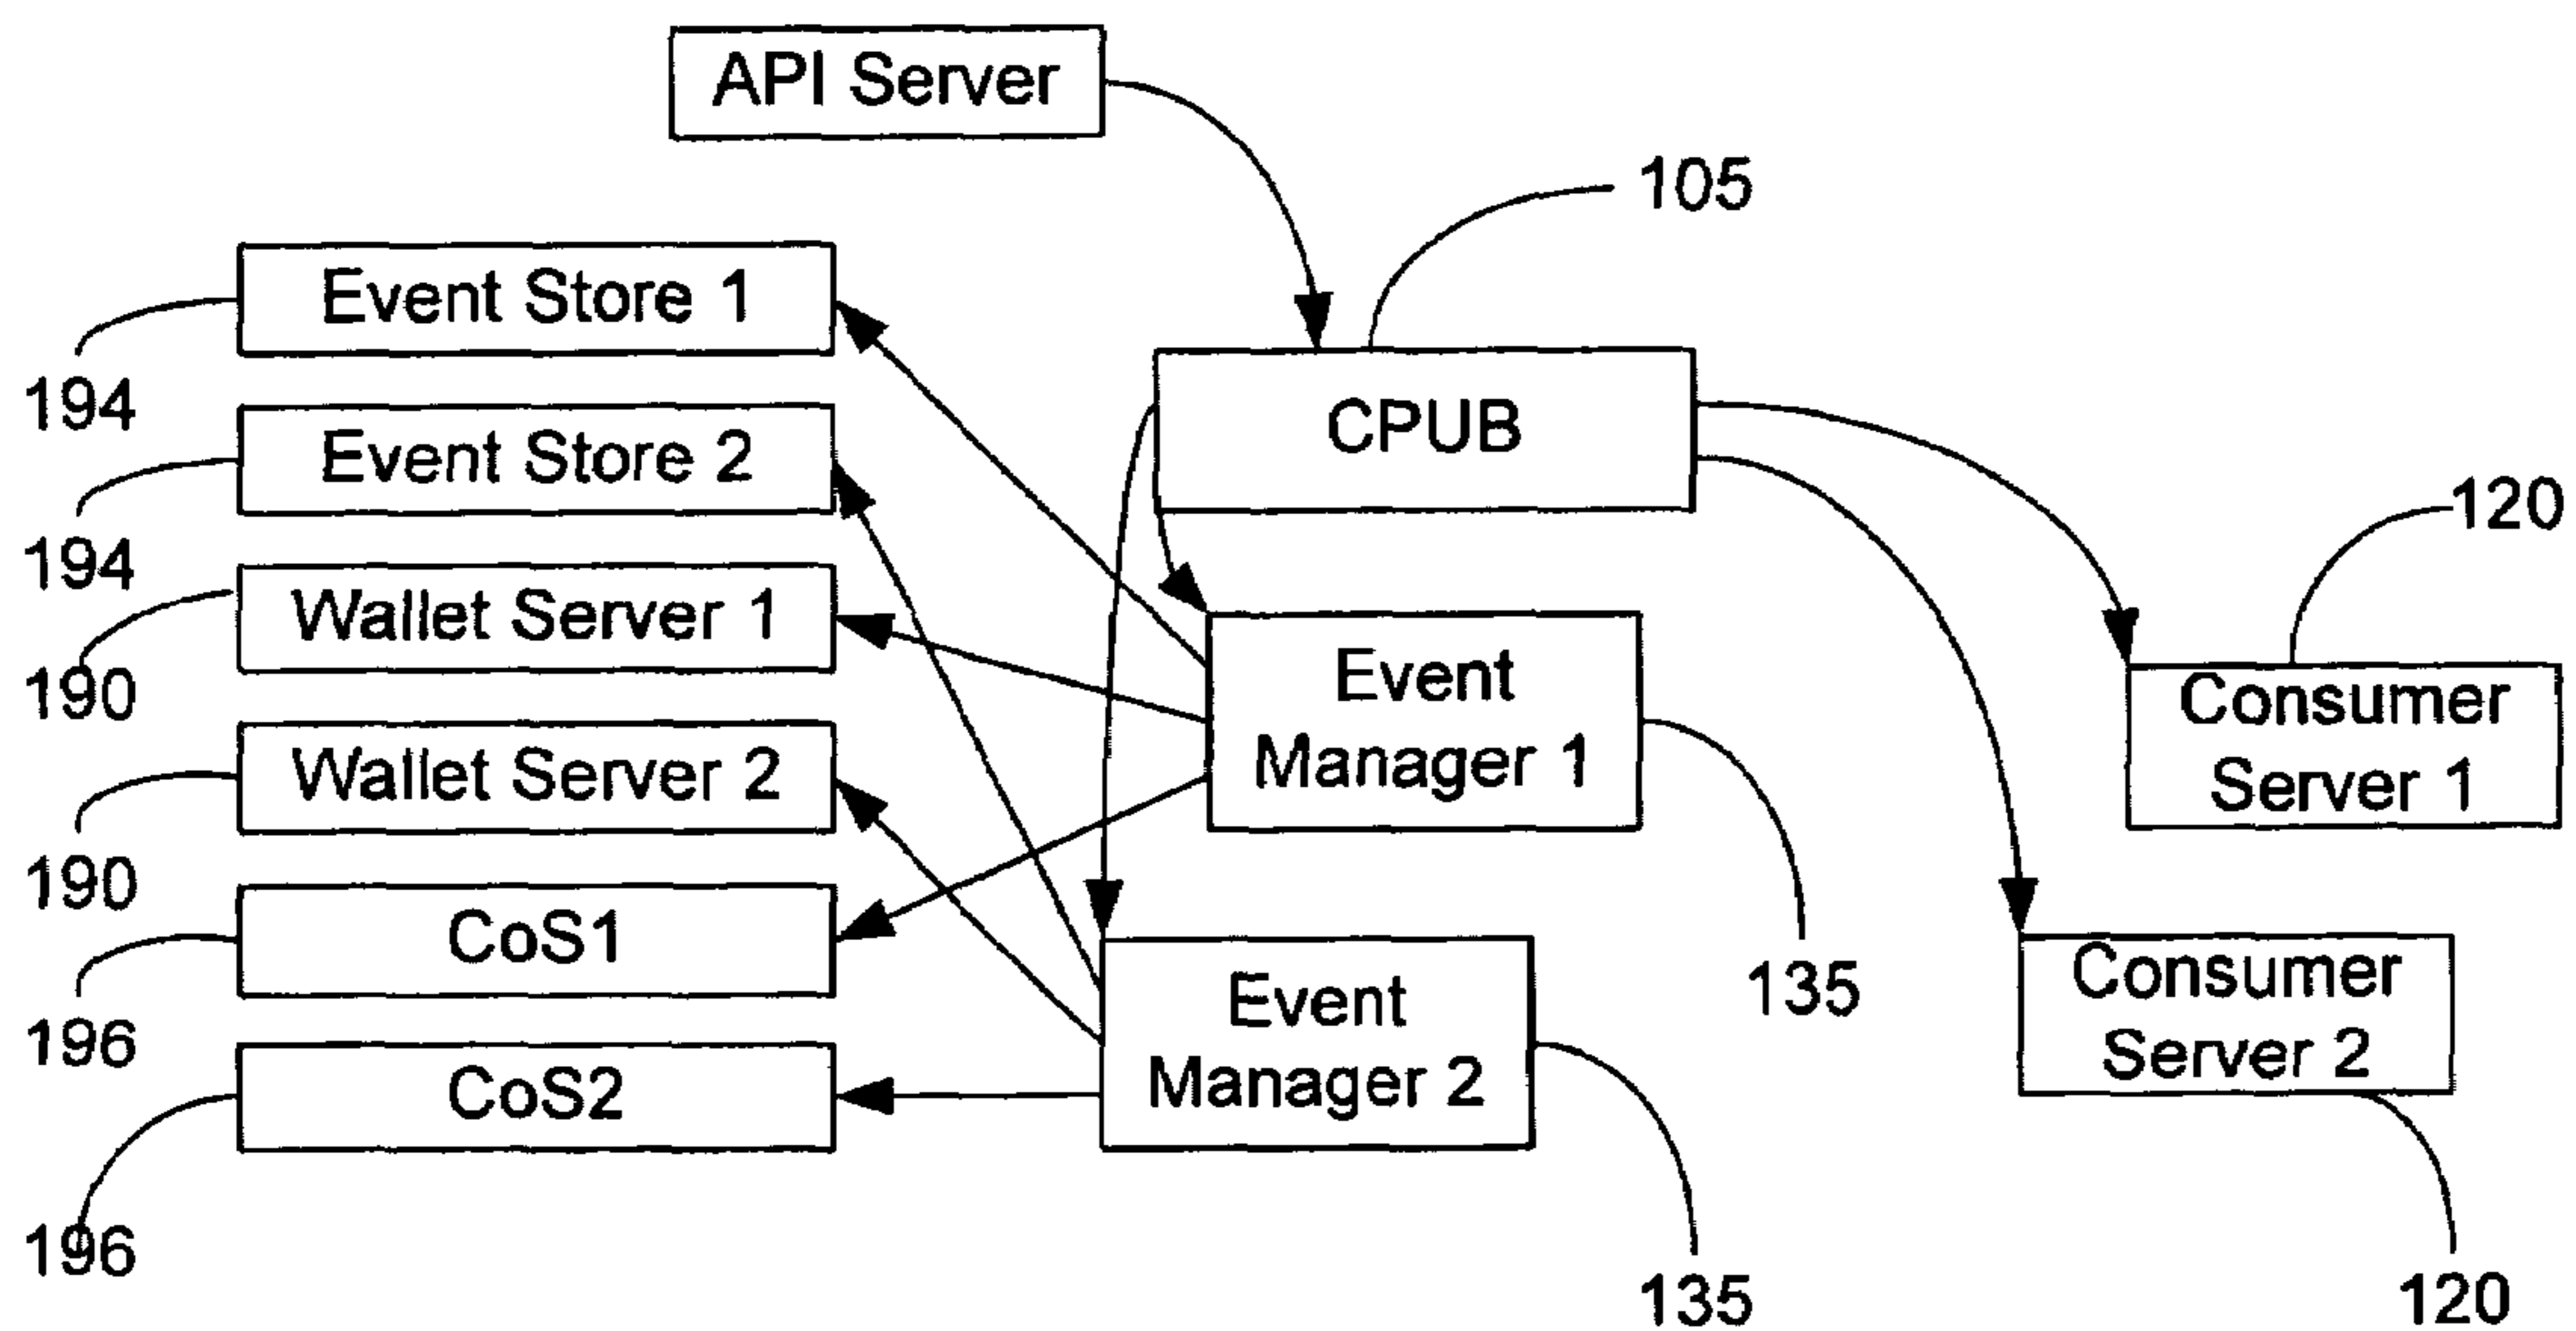 API Server
105
Event Store 1
194
CPUB
Event Store 2
120
194
Wallet Server 1
190
Event
Manager 1
Consumer
Server 1
Wallet Server 2
190
135
CoS1
196
Event
Manager 2
Consumer
Server 2
CoS2
196
135
120